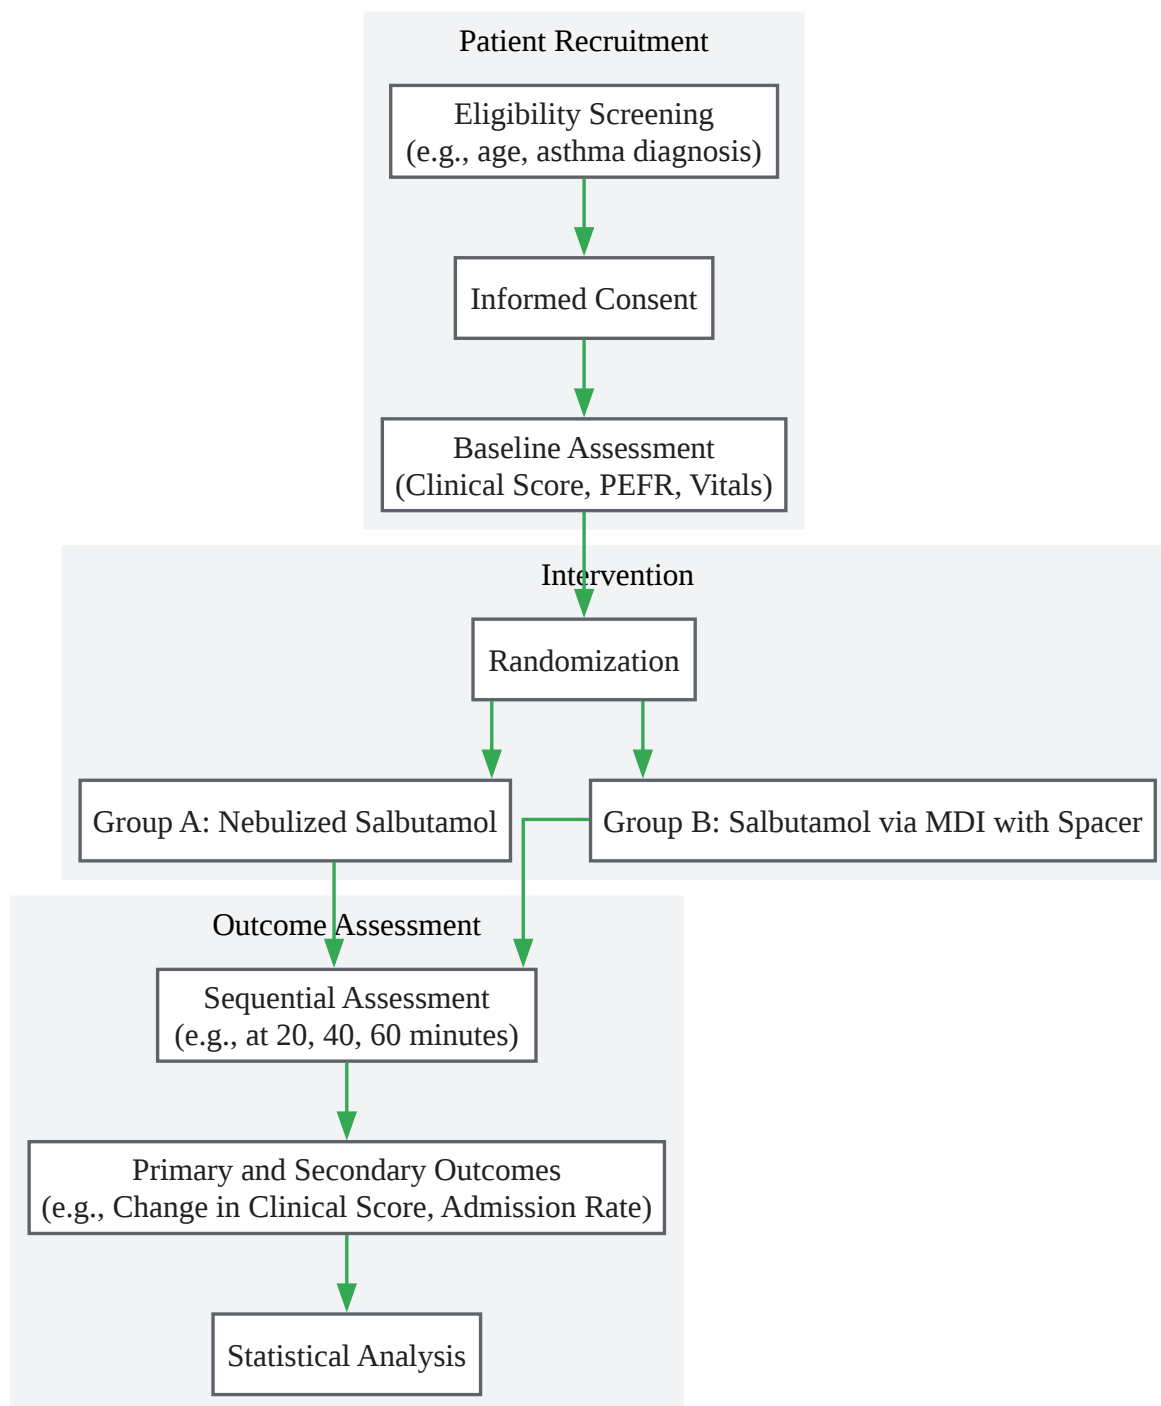 Patient Recruitment
Eligibility Screening
(e.g., age, asthma diagnosis)
Informed Consent
Baseline Assessment
(Clinical Score, PEFR, Vitals)
Intervention
Randomization
Group A: Nebulized Salbutamol
Group B: Salbutamol via MDI with Spacer
Outcome Assessment
Sequential Assessment
(e.g., at 20, 40, 60 minutes)
Primary and Secondary Outcomes
(e.g., Change in Clinical Score, Admission Rate)
Statistical Analysis